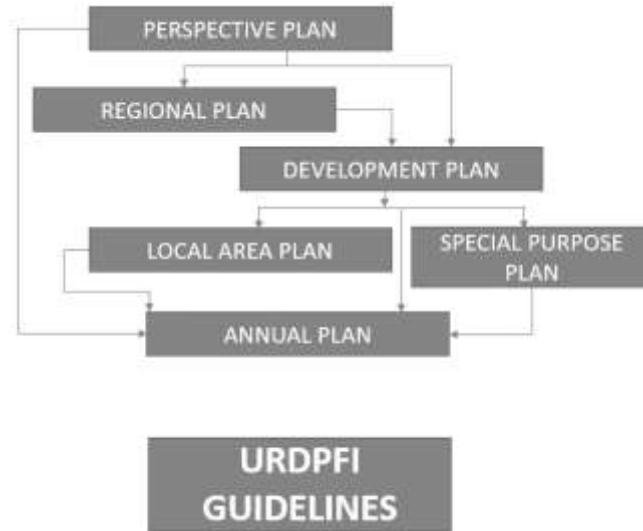 PERSPECTIVE PLAN
REGIONAL PLAN
DEVELOPMENT PLAN
LOCAL AREA PLAN
SPECIAL PURPOSE
PLAN
ANNUAL PLAN
URDPFI
GUIDELINES